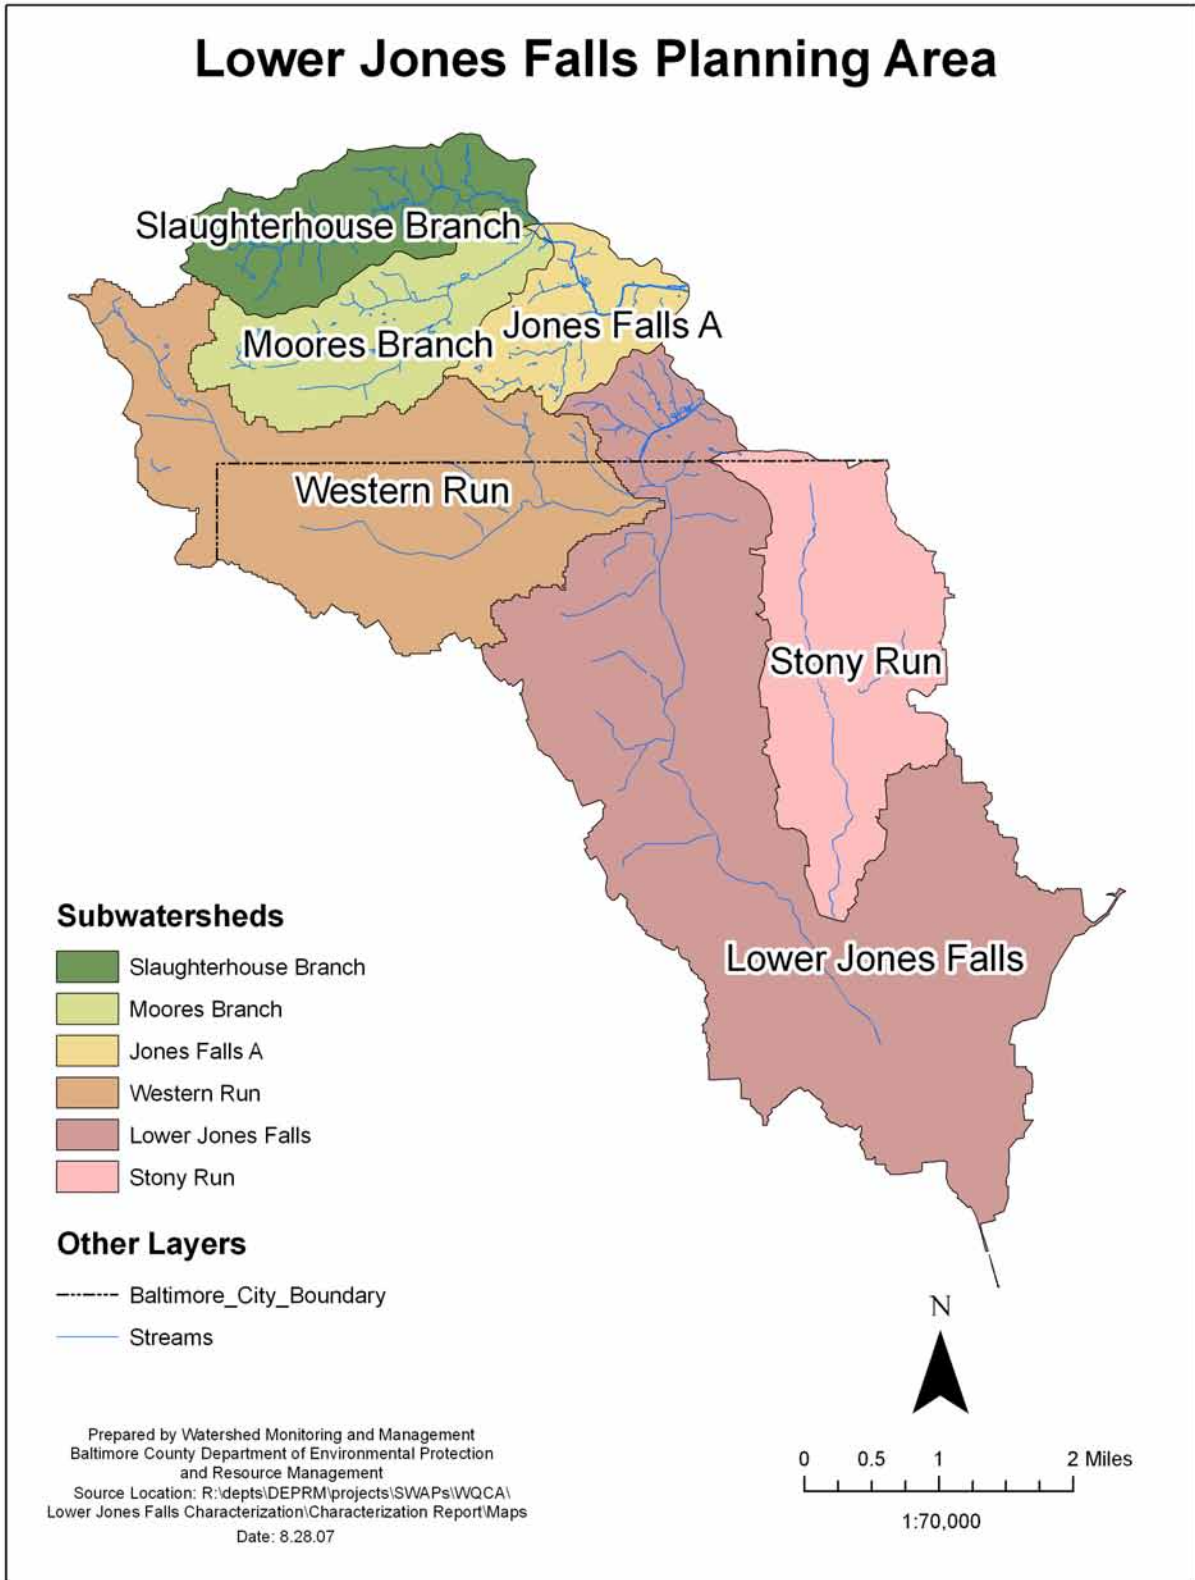 Lower Jones Falls Planning Area
Slaughterhouse Branch
Jones Falls A
Moores Branch
Western Run
Stony Run
Lower Jones Falls
Subwatersheds
Slaughterhouse Branch
Moores Branch
Jones Falls A
Western Run
Lower Jones Falls
Stony Run
Other Layers
Baltimore_City_Boundary
Streams
N
0 0.5 1 2 Miles
1:70,000
Prepared by Watershed Monitoring and Management
Baltimore County Department of Environmental Protection
and Resource Management
Source Location: R:\depts\DEPRM\projects\SWAPs\WQCA\
Lower Jones Falls Characterization\Characterization Report\Maps
Date: 8.28.07